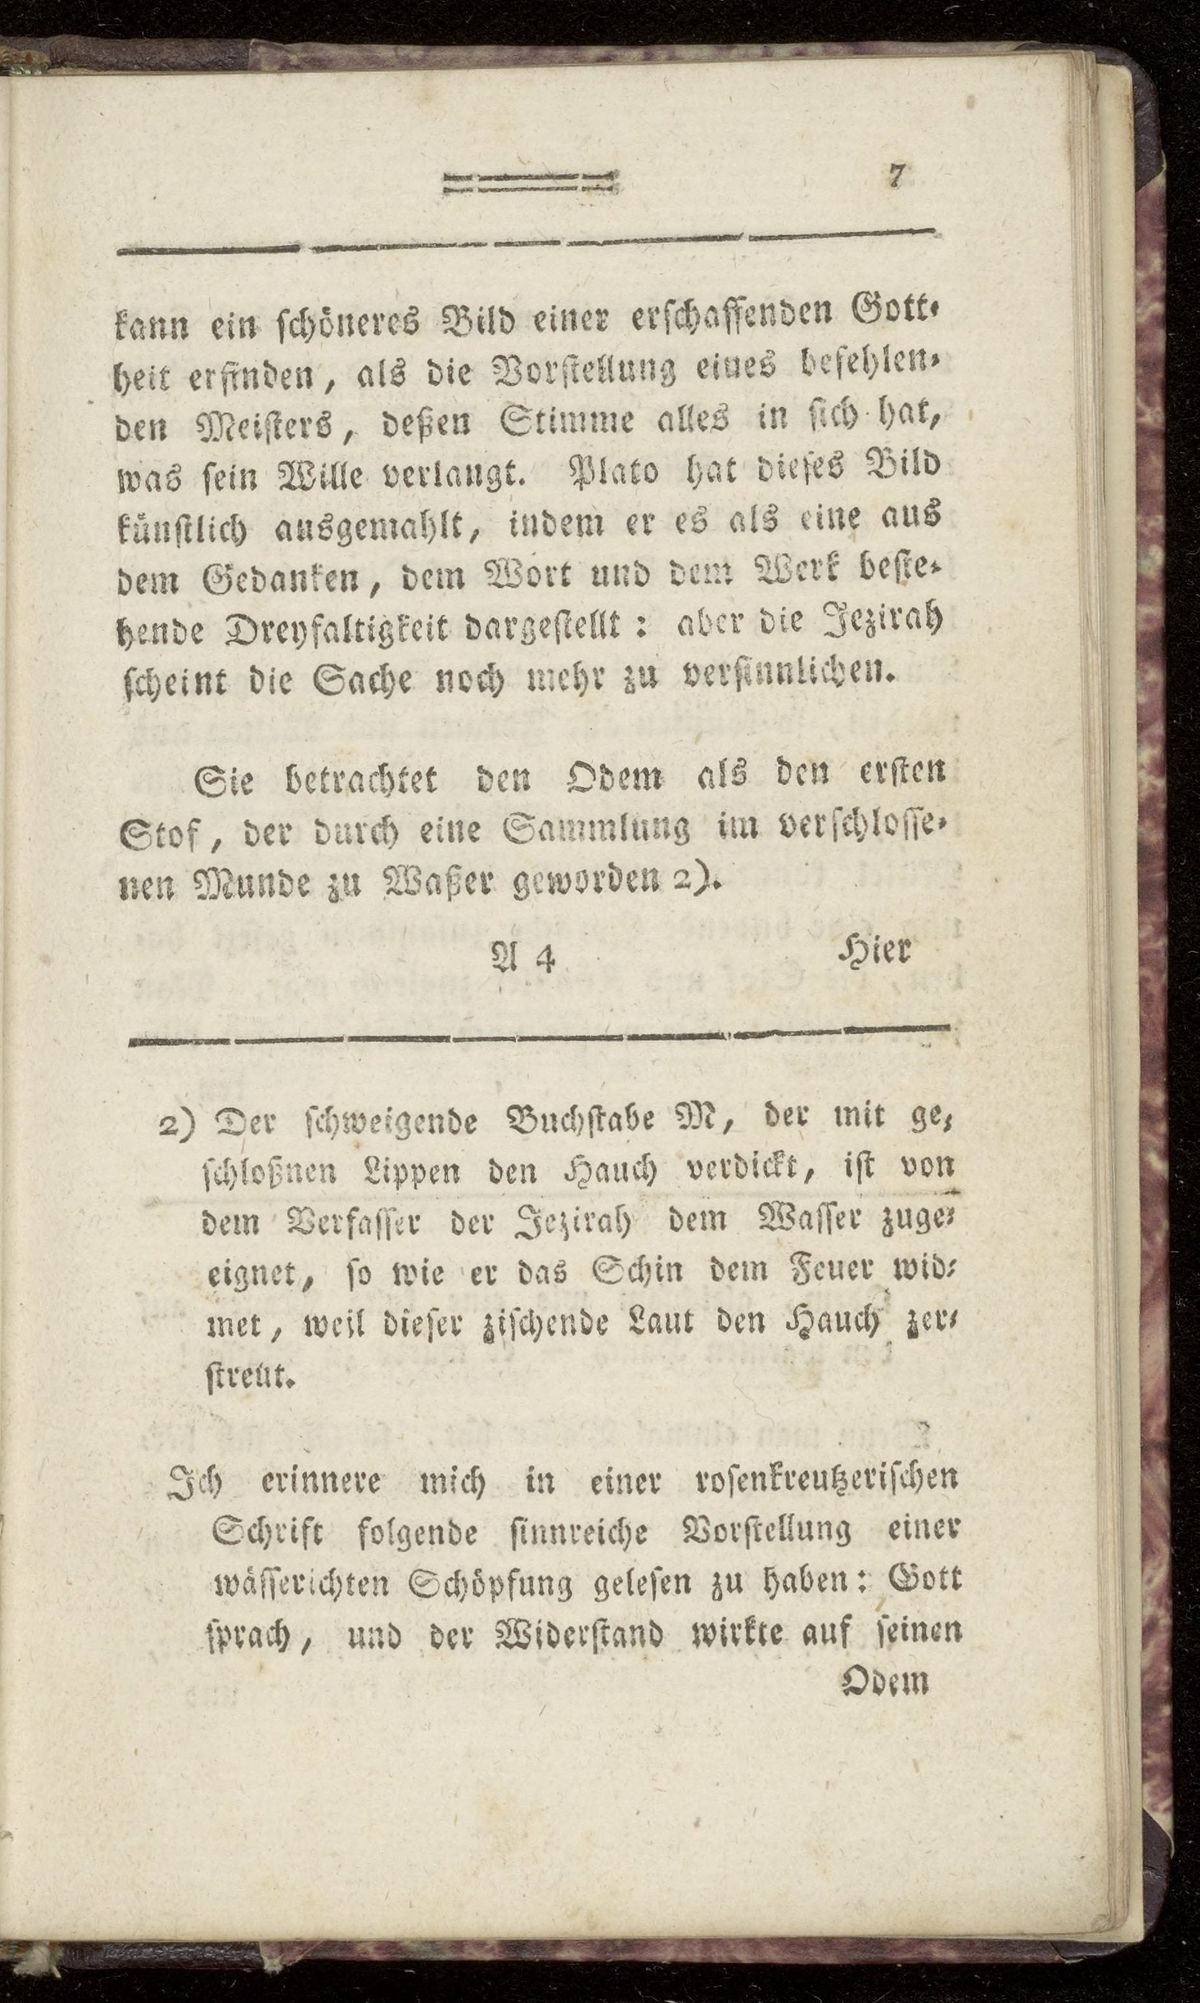 7
kann ein schöneres Bild einer erschaffenden Gott-
heit erfinden, als die Vorstellung eines befehlen-
den Meisters, deßen Stimme alles in sich hat,
was sein Wille verlangt. Plato hat dieses Bild
künstlich ausgemahlt, indem er es als eine aus
dem Gedanken, dem Wort und dem Werk beste-
hende Dreyfaltigkeit dargestellt: aber die Jezirah
scheint die Sache noch mehr zu versinnlichen.
Sie betrachtet den Odem als den ersten
Stof, der durch eine Sammlung im verschlosse-
nen Munde zu Waßer geworden 2).
A 4 Hier
2) Der schweigende Buchstabe M, der mit ge-
schloßnen Lippen den Hauch verdickt, ist von
dem Verfasser der Jezirah dem Wasser zuge-
eignet, so wie er das Schin dem Feuer wid-
met, weil dieser zischende Laut den Hauch zer-
streut.
Ich erinnere mich in einer rosenkreutzerischen
Schrift folgende sinnreiche Vorstellung einer
wässerichten Schöpfung gelesen zu haben: Gott
sprach, und der Widerstand wirkte auf seinen
Odem